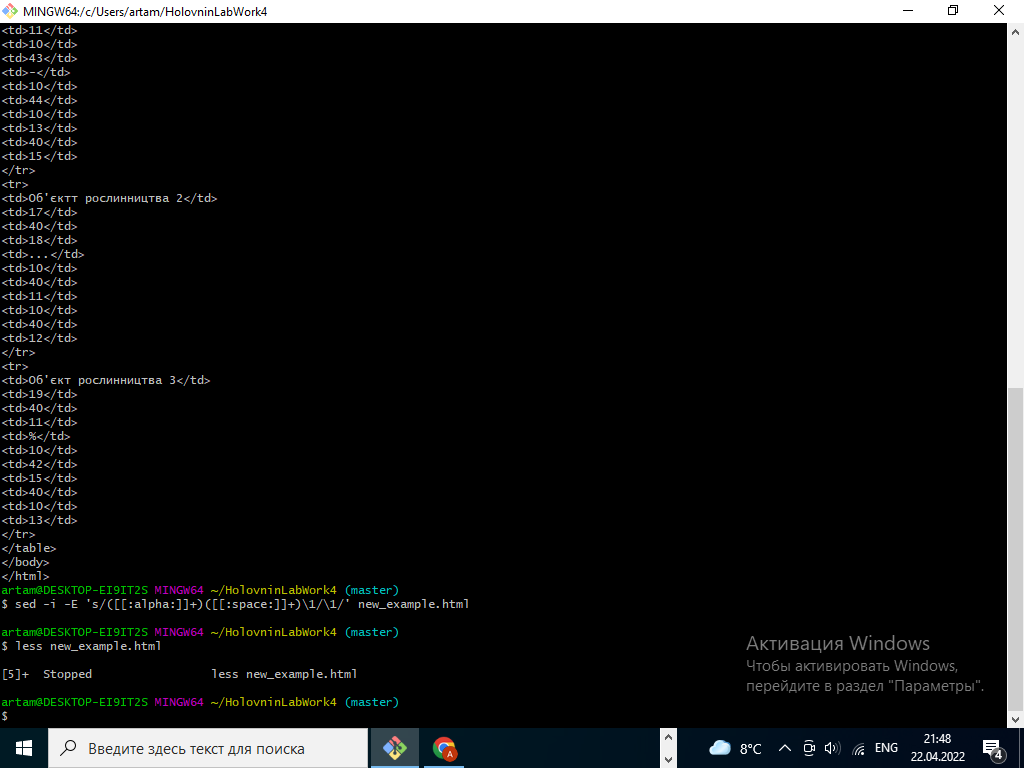 MINGW64:/c/Users/artam/HolovninLabWork4
<td>11</td>
<td>10</td>
<td>43</td>
<td>-</td>
<td>10</td>
<td>44</td>
<td>10</td>
<td>13</td>
<td>40</td>
<td>15</td>
</tr>
<tr>
<td>Об'єктт рослинництва 2</td>
<td>17</td>
<td>40</td>
<td>18</td>
<td>...</td>
<td>10</td>
<td>40</td>
<td>11</td>
<td>10</td>
<td>40</td>
<td>12</td>
</tr>
<tr>
<td>Об'єкт рослинництва 3</td>
<td>19</td>
<td>40</td>
<td>11</td>
<td>%</td>
<td>10</td>
<td>42</td>
<td>15</td>
<td>40</td>
<td>10</td>
<td>13</td>
</tr>
</table>
</body>
</html>
artam@DESKTOP-EI9IT2S MINGW64 ~/HolovninLabWork4 (master)
$ sed -i -E 's/([[:alpha:]]+)([[:space:]]+)\1/\1/' new_example.html
artam@DESKTOP-EI9IT2S MINGW64 ~/HolovninLabWork4 (master)
$ less new_example.html
[5]+  Stopped                 less new_example.html
artam@DESKTOP-EI9IT2S MINGW64 ~/HolovninLabWork4 (master)
$
Активация Windows
Чтобы активировать Windows,
перейдите в раздел "Параметры".
Введите здесь текст для поиска
A
8°C
ENG
21:48
22.04.2022
4